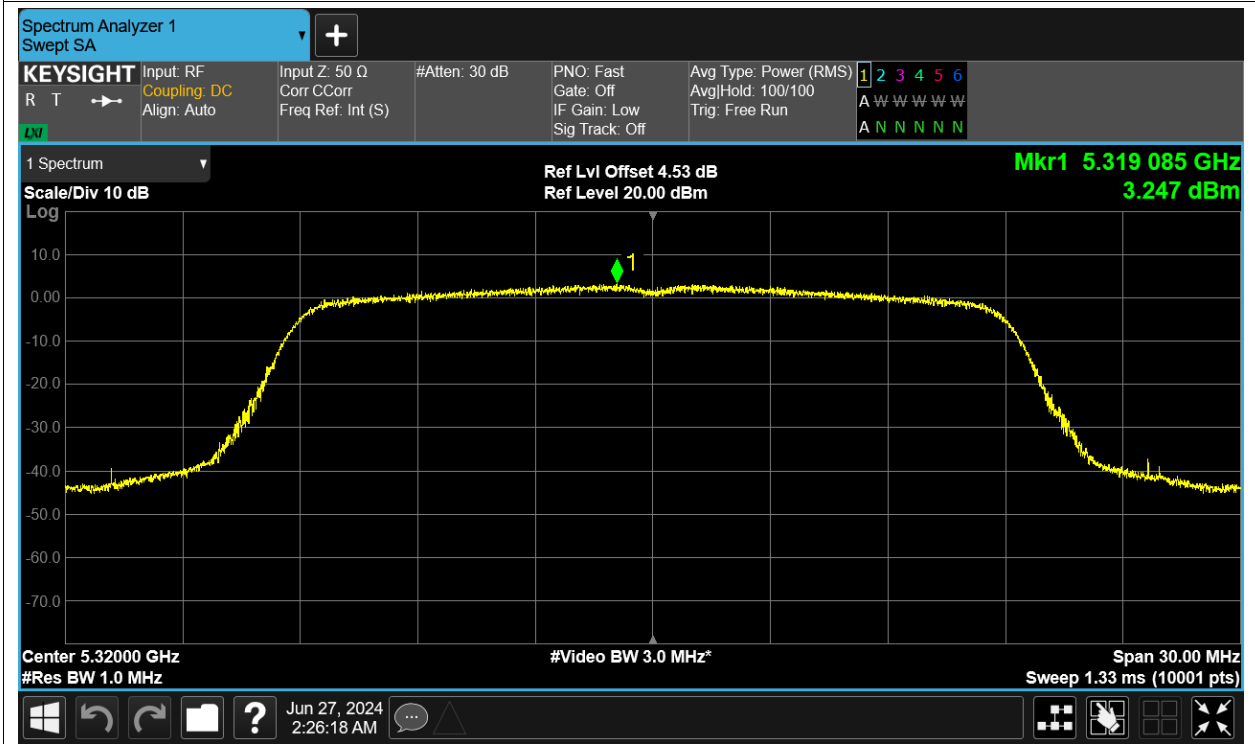 Spectrum Analyzer 1
Swept SA
+
KEYSIGHT
R T
LXI
Input: RF
Coupling: DC
Align: Auto
Input Z: 50 Ω
Corr CCorr
Freq Ref: Int (S)
#Atten: 30 dB
PNO: Fast
Gate: Off
IF Gain: Low
Sig Track: Off
Avg Type: Power (RMS)
Avg|Hold: 100/100
Trig: Free Run
1 2 3 4 5 6
A W W W W W
A N N N N N
1 Spectrum
Scale/Div 10 dB
Log
Ref Lvl Offset 4.53 dB
Ref Level 20.00 dBm
Mkr1 5.319 085 GHz
3.247 dBm
1
10.0
0.00
-10.0
-20.0
-30.0
-40.0
-50.0
-60.0
-70.0
Center 5.32000 GHz
#Res BW 1.0 MHz
#Video BW 3.0 MHz*
Span 30.00 MHz
Sweep 1.33 ms (10001 pts)
?
Jun 27, 2024
2:26:18 AM